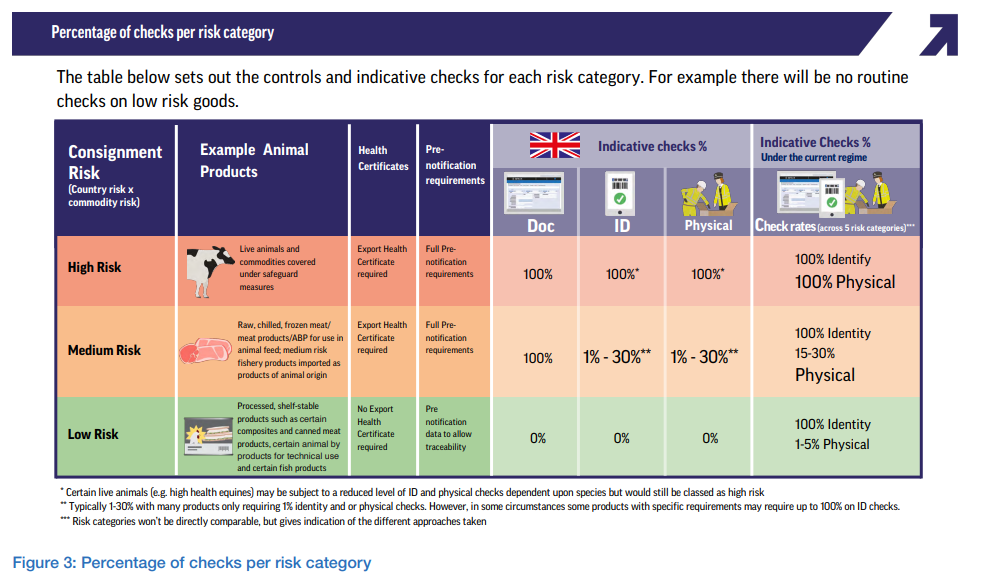 Percentage of checks per risk category
The table below sets out the controls and indicative checks for each risk category. For example there will be no routine
checks on low risk goods.
Consignment
Risk
(Country risk x
commodity risk)
Example Animal
Products
Health
Certificates
Pre-
notification
requirements
Indicative checks %
Doc
ID
Physical
Indicative Checks %
Under the current regime
Check rates (across 5 risk categories)***
High Risk
Live animals and
commodities covered
under safeguard
measures
Export Health
Certificate
required
Full Pre-
notification
requirements
100%
100%*
100%*
100% Identify
100% Physical
Medium Risk
Raw, chilled, frozen meat/
meat products/ABP for use in
animal feed; medium risk
fishery products imported as
products of animal origin
Export Health
Certificate
required
Full Pre-
notification
requirements
100%
1% - 30%**
1% - 30%**
100% Identity
15-30%
Physical
Low Risk
Processed, shelf-stable
products such as certain
composites and canned meat
products, certain animal by
products for technical use
and certain fish products
No Export
Health
Certificate
required
Pre
notification
data to allow
traceability
0%
0%
0%
100% Identity
1-5% Physical
* Certain live animals (e.g. high health equines) may be subject to a reduced level of ID and physical checks dependent upon species but would still be classed as high risk
** Typically 1-30% with many products only requiring 1% identity and or physical checks. However, in some circumstances some products with specific requirements may require up to 100% on ID checks.
*** Risk categories won't be directly comparable, but gives indication of the different approaches taken
Figure 3: Percentage of checks per risk category